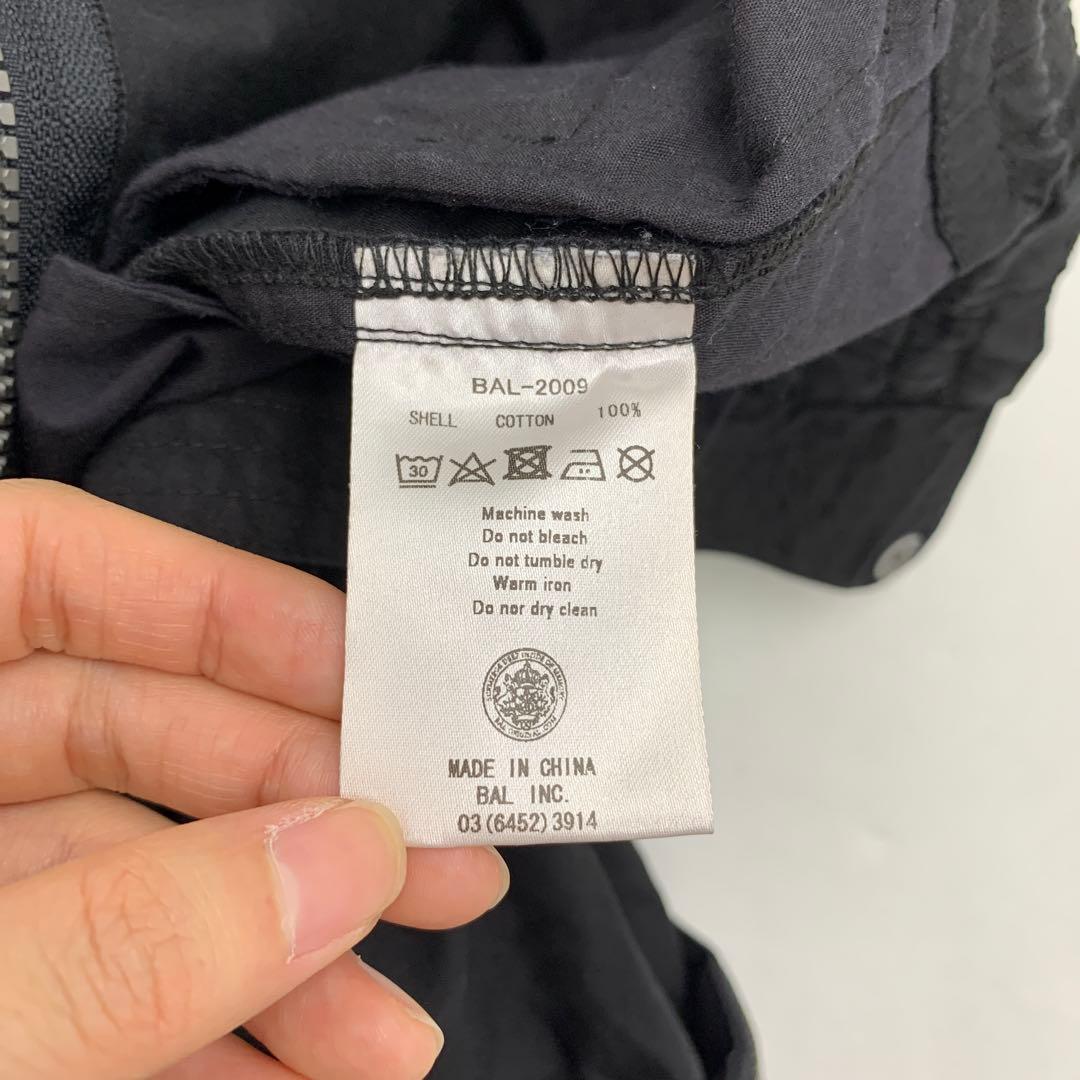 BAL-2009
SHELL COTTON 100%
30
Machine wash
Do not bleach
Do not tumble dry
Warm iron
Do nor dry clean
MADE IN CHINA
BAL INC.
03(6452)3914